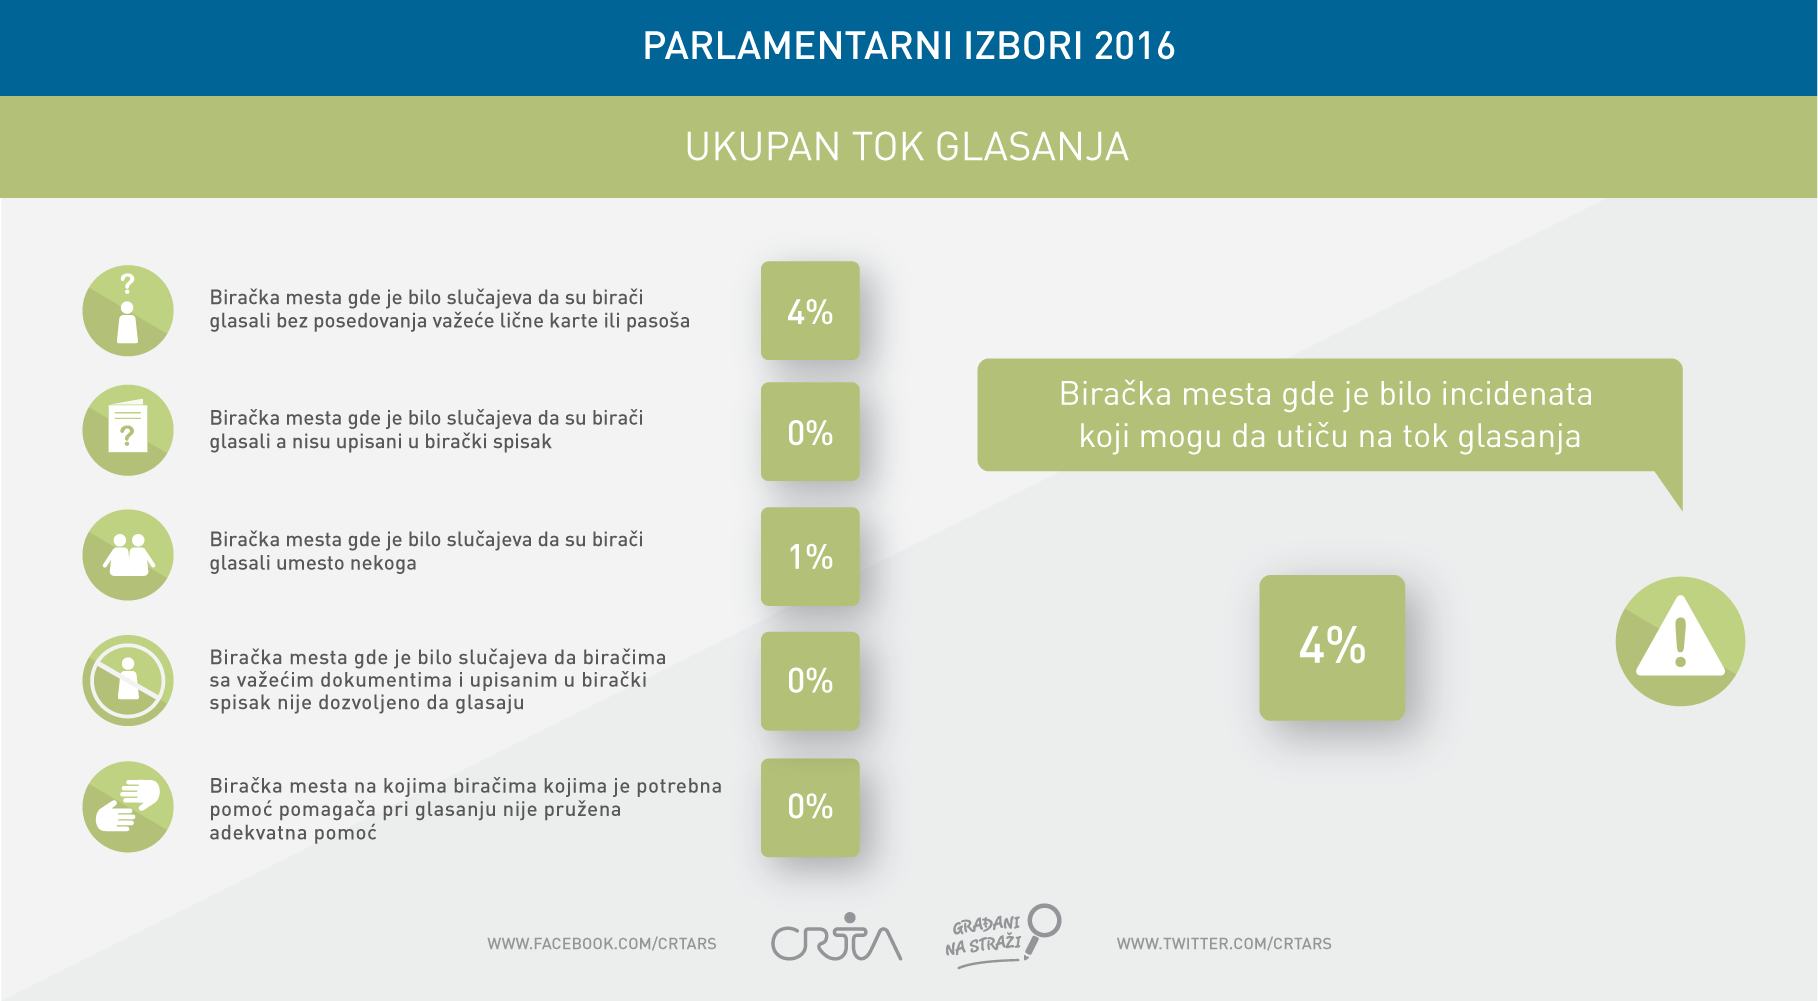 PARLAMENTARNI IZBORI 2016
UKUPAN TOK GLASANJA
?
Biračka mesta gde je bilo slučajeva da su birači
glasali bez posedovanja važeće lične karte ili pasoša
4%
?
Biračka mesta gde je bilo slučajeva da su birači
glasali a nisu upisani u birački spisak
0%
Biračka mesta gde je bilo slučajeva da su birači
glasali umesto nekoga
1%
Biračka mesta gde je bilo slučajeva da biračima
sa važećim dokumentima i upisanim u birački
spisak nije dozvoljeno da glasaju
0%
Biračka mesta na kojima biračima kojima je potrebna
pomoć pomagača pri glasanju nije pružena
adekvatna pomoć
0%
Biračka mesta gde je bilo incidenata
koji mogu da utiču na tok glasanja
4%
!
WWW.FACEBOOK.COM/CRTARS
CRTA
GRAĐANI
NA STRAŽI
WWW.TWITTER.COM/CRTARS